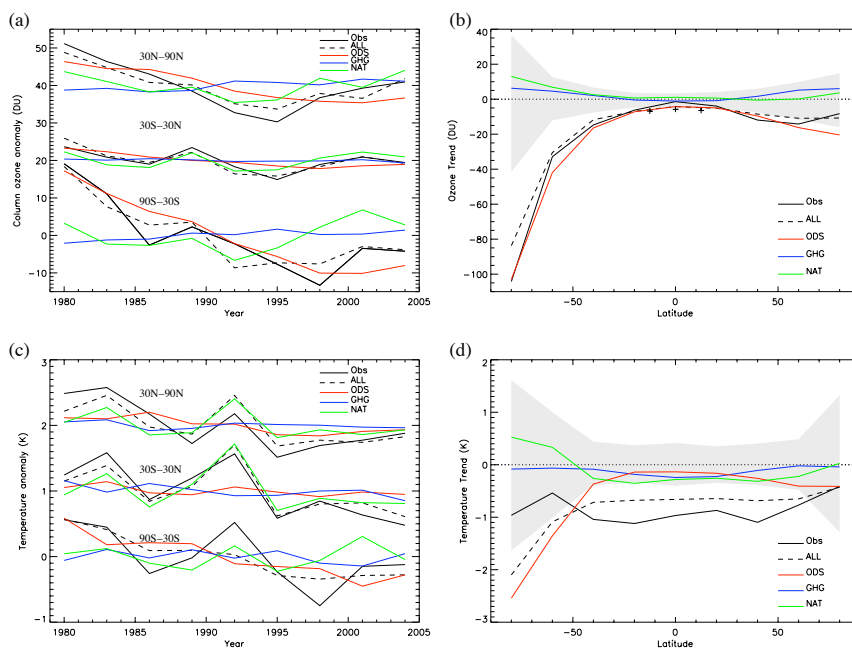 (a)
50
40
30
20
10
0
-10
Column ozone anomaly (DU)
30N-90N
30S-30N
90S-30S
Obs
ALL
ODS
GHG
NAT
1980
1985
1990
1995
2000
2005
Year
(b)
40
20
0
-20
-40
-60
-80
-100
Ozone Trend (DU)
Obs
ALL
ODS
GHG
NAT
-50
0
50
Latitude
(c)
3
2
1
0
-1
Temperature anomaly (K)
30N-90N
30S-30N
90S-30S
Obs
ALL
ODS
GHG
NAT
1980
1985
1990
1995
2000
2005
Year
(d)
2
1
0
-1
-2
-3
Temperature Trend (K)
Obs
ALL
ODS
GHG
NAT
-50
0
50
Latitude